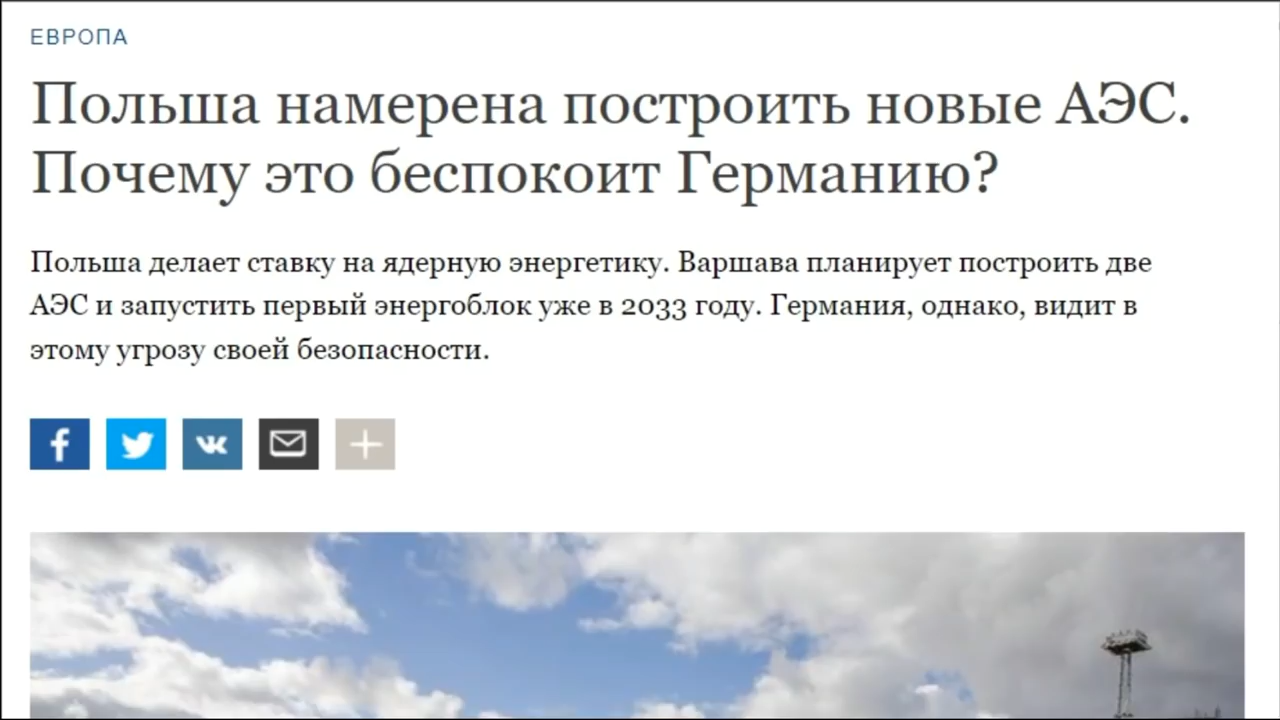 ЕВРОПА
Польша намерена построить новые АЭС.
Почему это беспокоит Германию?
Польша делает ставку на ядерную энергетику. Варшава планирует построить две
АЭС и запустить первый энергоблок уже в 2033 году. Германия, однако, видит в
этому угрозу своей безопасности.